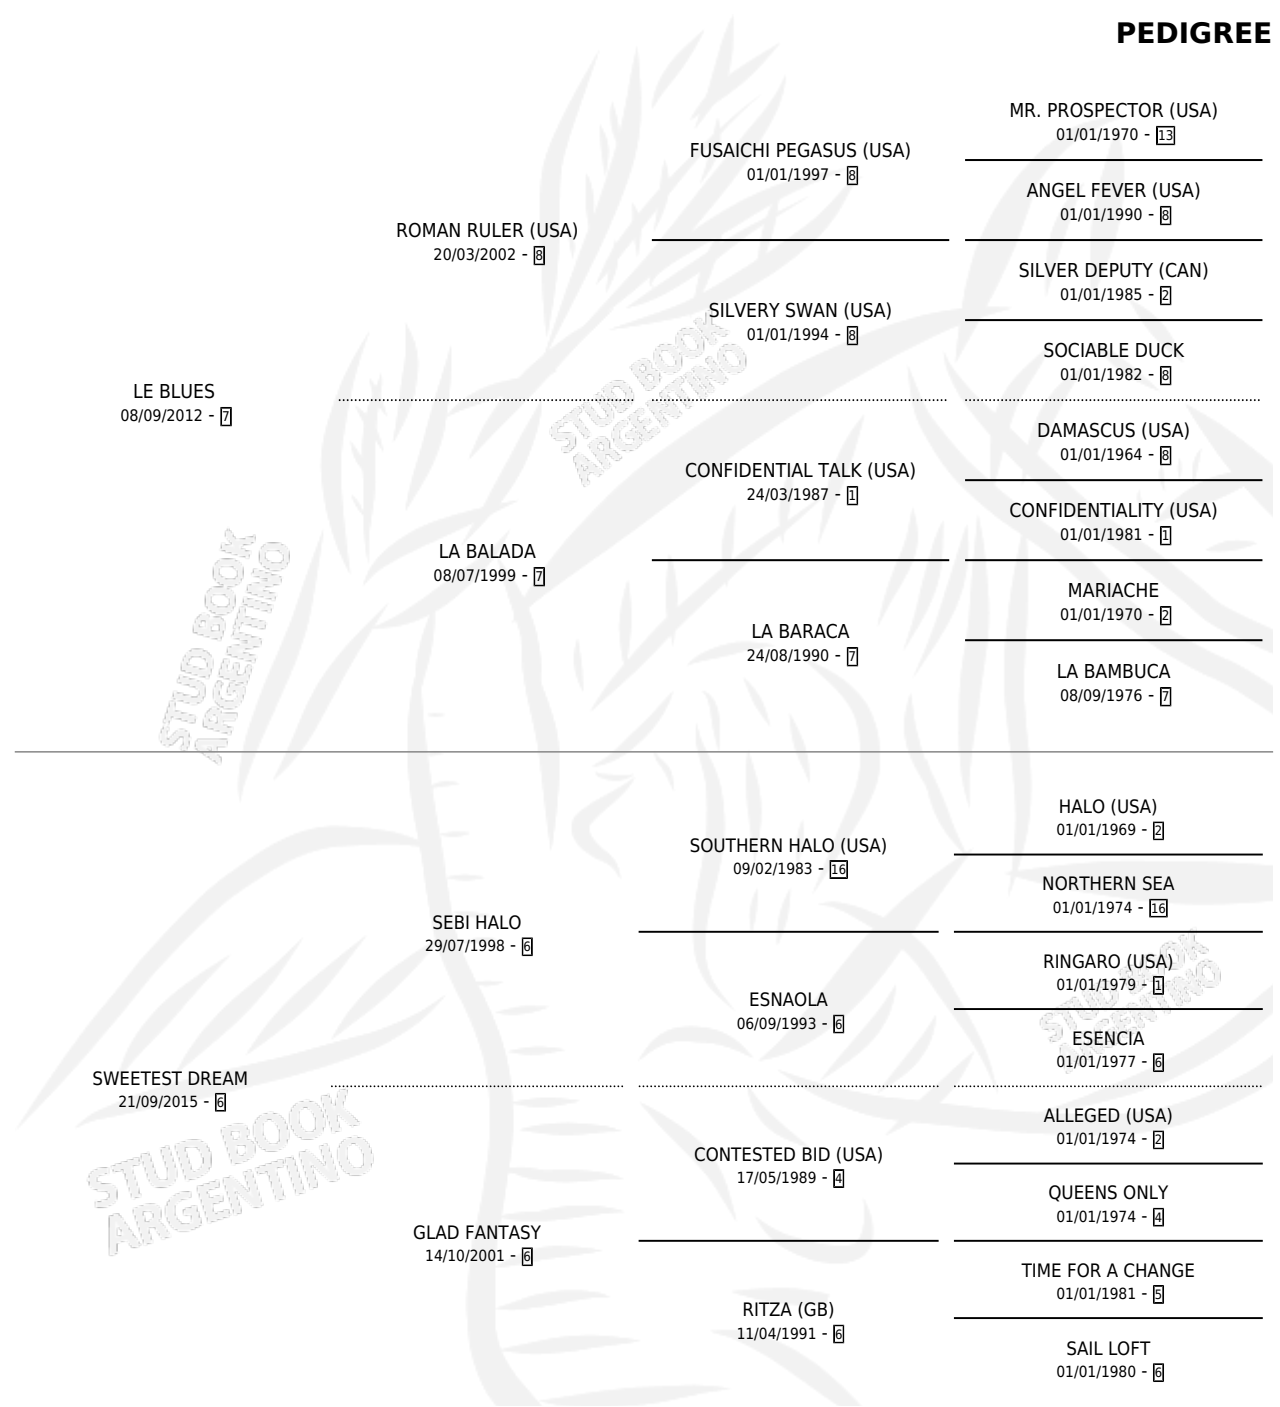 PEDIGREE
MR. PROSPECTOR (USA)
01/01/1970 - 13
FUSAICHI PEGASUS (USA)
01/01/1997 - 8
ANGEL FEVER (USA)
01/01/1990 - 8
ROMAN RULER (USA)
20/03/2002 - 8
SILVER DEPUTY (CAN)
01/01/1985 - 2
SILVERY SWAN (USA)
01/01/1994 - 8
SOCIABLE DUCK
01/01/1982 - 8
STUD BOOK
ARGENTINO
LE BLUES
08/09/2012 - 7
DAMASCUS (USA)
01/01/1964 - 8
CONFIDENTIAL TALK (USA)
24/03/1987 - 1
CONFIDENTIALITY (USA)
01/01/1981 - 1
LA BALADA
08/07/1999 - 7
MARIACHE
01/01/1970 - 2
LA BARACA
24/08/1990 - 7
LA BAMBUCA
08/09/1976 - 7
STUD BOOK
ARGENTINO
HALO (USA)
01/01/1969 - 2
SOUTHERN HALO (USA)
09/02/1983 - 16
NORTHERN SEA
01/01/1974 - 16
SEBI HALO
29/07/1998 - 6
RINGARO (USA)
01/01/1979 - 1
ESNAOLA
06/09/1993 - 6
ESENCIA
01/01/1977 - 6
STUD BOOK
ARGENTINO
SWEETEST DREAM
21/09/2015 - 6
ALLEGED (USA)
01/01/1974 - 2
CONTESTED BID (USA)
17/05/1989 - 4
QUEENS ONLY
01/01/1974 - 4
STUD BOOK
ARGENTINO
GLAD FANTASY
14/10/2001 - 6
TIME FOR A CHANGE
01/01/1981 - 5
RITZA (GB)
11/04/1991 - 6
SAIL LOFT
01/01/1980 - 6